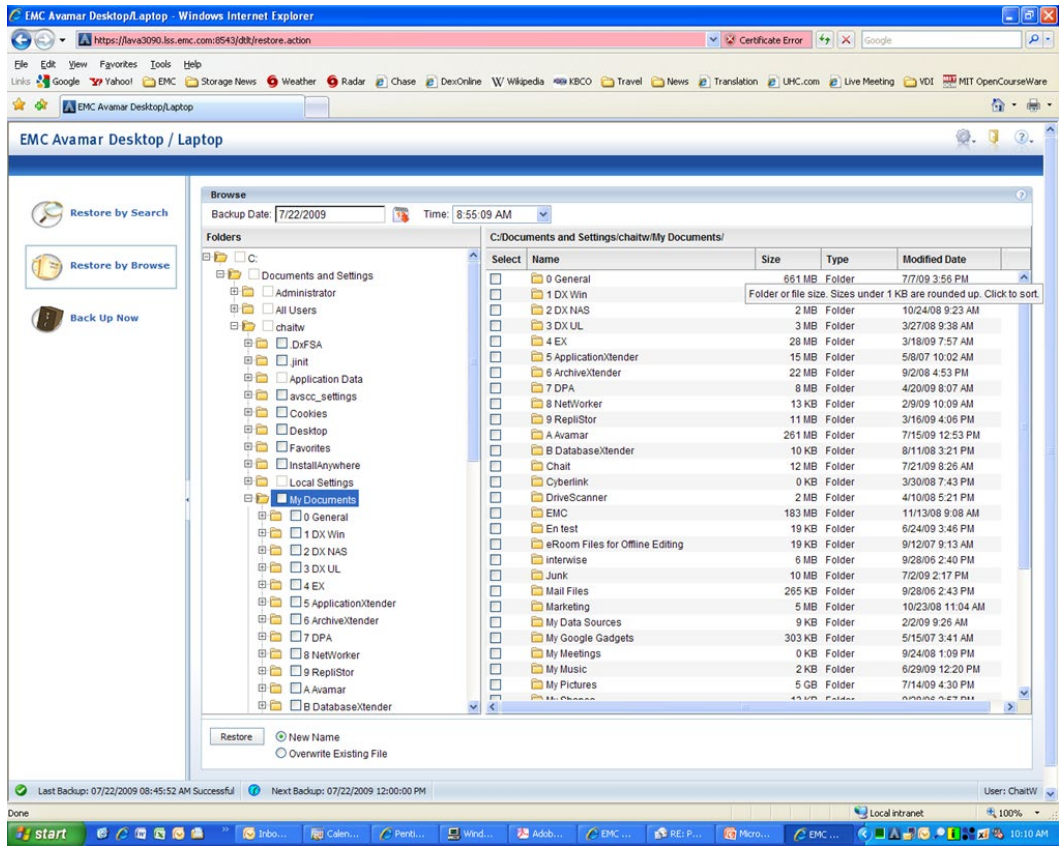 EMC Avamar Desktop/Laptop - Windows Internet Explorer
https://lava3090.lss.emc.com:8543/dtlt/restore.action
Certificate Error
Google
File Edit View Favorites Tools Help
Links Google Yahoo! EMC Storage News Weather Radar Chase DexOnline Wikipedia KBCO Travel News Translation UHC.com Live Meeting VDI MIT OpenCourseWare
EMC Avamar Desktop/Laptop
EMC Avamar Desktop / Laptop
Restore by Search
Restore by Browse
Back Up Now
Browse
Backup Date: 7/22/2009 Time: 8:55:09 AM
Folders
C:
Documents and Settings
Administrator
All Users
chaitw
.DxFSA
.jinit
Application Data
avscc_settings
Cookies
Desktop
Favorites
InstallAnywhere
Local Settings
My Documents
0 General
1 DX Win
2 DX NAS
3 DX UL
4 EX
5 ApplicationXtender
6 ArchiveXtender
7 DPA
8 NetWorker
9 RepliStor
A Avamar
B DatabaseXtender
C:/Documents and Settings/chaitw/My Documents/
Select Name Size Type Modified Date
0 General 661 MB Folder 7/7/09 3:56 PM
1 DX Win
Folder or file size. Sizes under 1 KB are rounded up. Click to sort.
2 DX NAS 2 MB Folder 10/24/08 9:23 AM
3 DX UL 3 MB Folder 3/27/08 9:38 AM
4 EX 28 MB Folder 3/18/09 7:57 AM
5 ApplicationXtender 15 MB Folder 5/8/07 10:02 AM
6 ArchiveXtender 22 MB Folder 9/2/08 4:53 PM
7 DPA 8 MB Folder 4/20/09 8:07 AM
8 NetWorker 13 KB Folder 2/9/09 10:09 AM
9 RepliStor 11 MB Folder 3/16/09 4:06 PM
A Avamar 261 MB Folder 7/15/09 12:53 PM
B DatabaseXtender 10 KB Folder 8/11/08 3:21 PM
Chait 12 MB Folder 7/21/09 8:26 AM
Cyberlink 0 KB Folder 3/30/08 7:43 PM
DriveScanner 2 MB Folder 4/10/08 5:21 PM
EMC 183 MB Folder 11/13/08 9:08 AM
En test 19 KB Folder 6/24/09 3:46 PM
eRoom Files for Offline Editing 19 KB Folder 9/12/07 9:13 AM
interwise 6 MB Folder 9/28/06 2:40 PM
Junk 10 MB Folder 7/2/09 2:17 PM
Mail Files 265 KB Folder 9/28/06 2:43 PM
Marketing 5 MB Folder 10/23/08 11:04 AM
My Data Sources 9 KB Folder 2/2/09 9:26 AM
My Google Gadgets 303 KB Folder 5/15/07 3:41 AM
My Meetings 0 KB Folder 9/24/08 1:09 PM
My Music 2 KB Folder 6/29/09 12:20 PM
My Pictures 5 GB Folder 7/14/09 4:30 PM
Restore New Name
Overwrite Existing File
Last Backup: 07/22/2009 08:45:52 AM Successful Next Backup: 07/22/2009 12:00:00 PM User: ChaitW
Done Local intranet 100%
start Inbo... Calen... Penti... Wind... Adob... EMC ... RE: P... Micro... EMC ... 10:10 AM